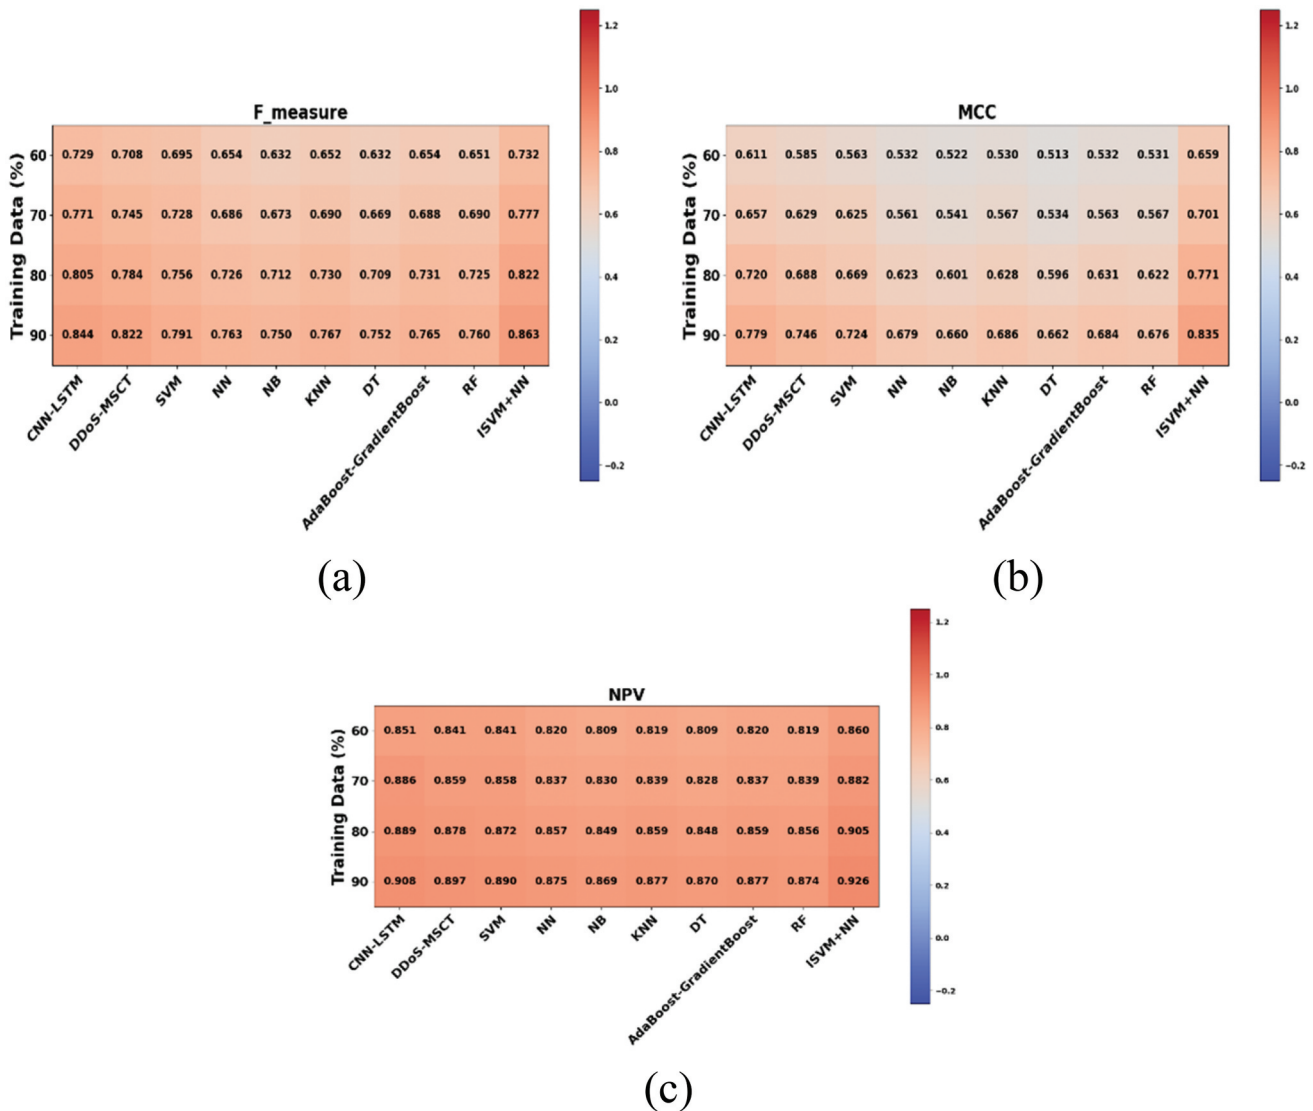 F_measure
Training Data (%)
60 0.729 0.708 0.695 0.654 0.632 0.652 0.632 0.654 0.651 0.732
70 0.771 0.745 0.728 0.686 0.673 0.690 0.669 0.688 0.690 0.777
80 0.805 0.784 0.756 0.726 0.712 0.730 0.709 0.731 0.725 0.822
90 0.844 0.822 0.791 0.763 0.750 0.767 0.752 0.765 0.760 0.863
CNN-LSTM DDoS-MSCT SVM NN NB KNN DT AdaBoost-GradientBoost RF ISVM+NN
1.2
1.0
0.8
0.6
0.4
0.2
0.0
−0.2
(a)
MCC
Training Data (%)
60 0.611 0.585 0.563 0.532 0.522 0.530 0.513 0.532 0.531 0.659
70 0.657 0.629 0.625 0.561 0.541 0.567 0.534 0.563 0.567 0.701
80 0.720 0.688 0.669 0.623 0.601 0.628 0.596 0.631 0.622 0.771
90 0.779 0.746 0.724 0.679 0.660 0.686 0.662 0.684 0.676 0.835
CNN-LSTM DDoS-MSCT SVM NN NB KNN DT AdaBoost-GradientBoost RF ISVM+NN
1.2
1.0
0.8
0.6
0.4
0.2
0.0
−0.2
(b)
NPV
Training Data (%)
60 0.851 0.841 0.841 0.820 0.809 0.819 0.809 0.820 0.819 0.860
70 0.886 0.859 0.858 0.837 0.830 0.839 0.828 0.837 0.839 0.882
80 0.889 0.878 0.872 0.857 0.849 0.859 0.848 0.859 0.856 0.905
90 0.908 0.897 0.890 0.875 0.869 0.877 0.870 0.877 0.874 0.926
CNN-LSTM DDoS-MSCT SVM NN NB KNN DT AdaBoost-GradientBoost RF ISVM+NN
1.2
1.0
0.8
0.6
0.4
0.2
0.0
−0.2
(c)